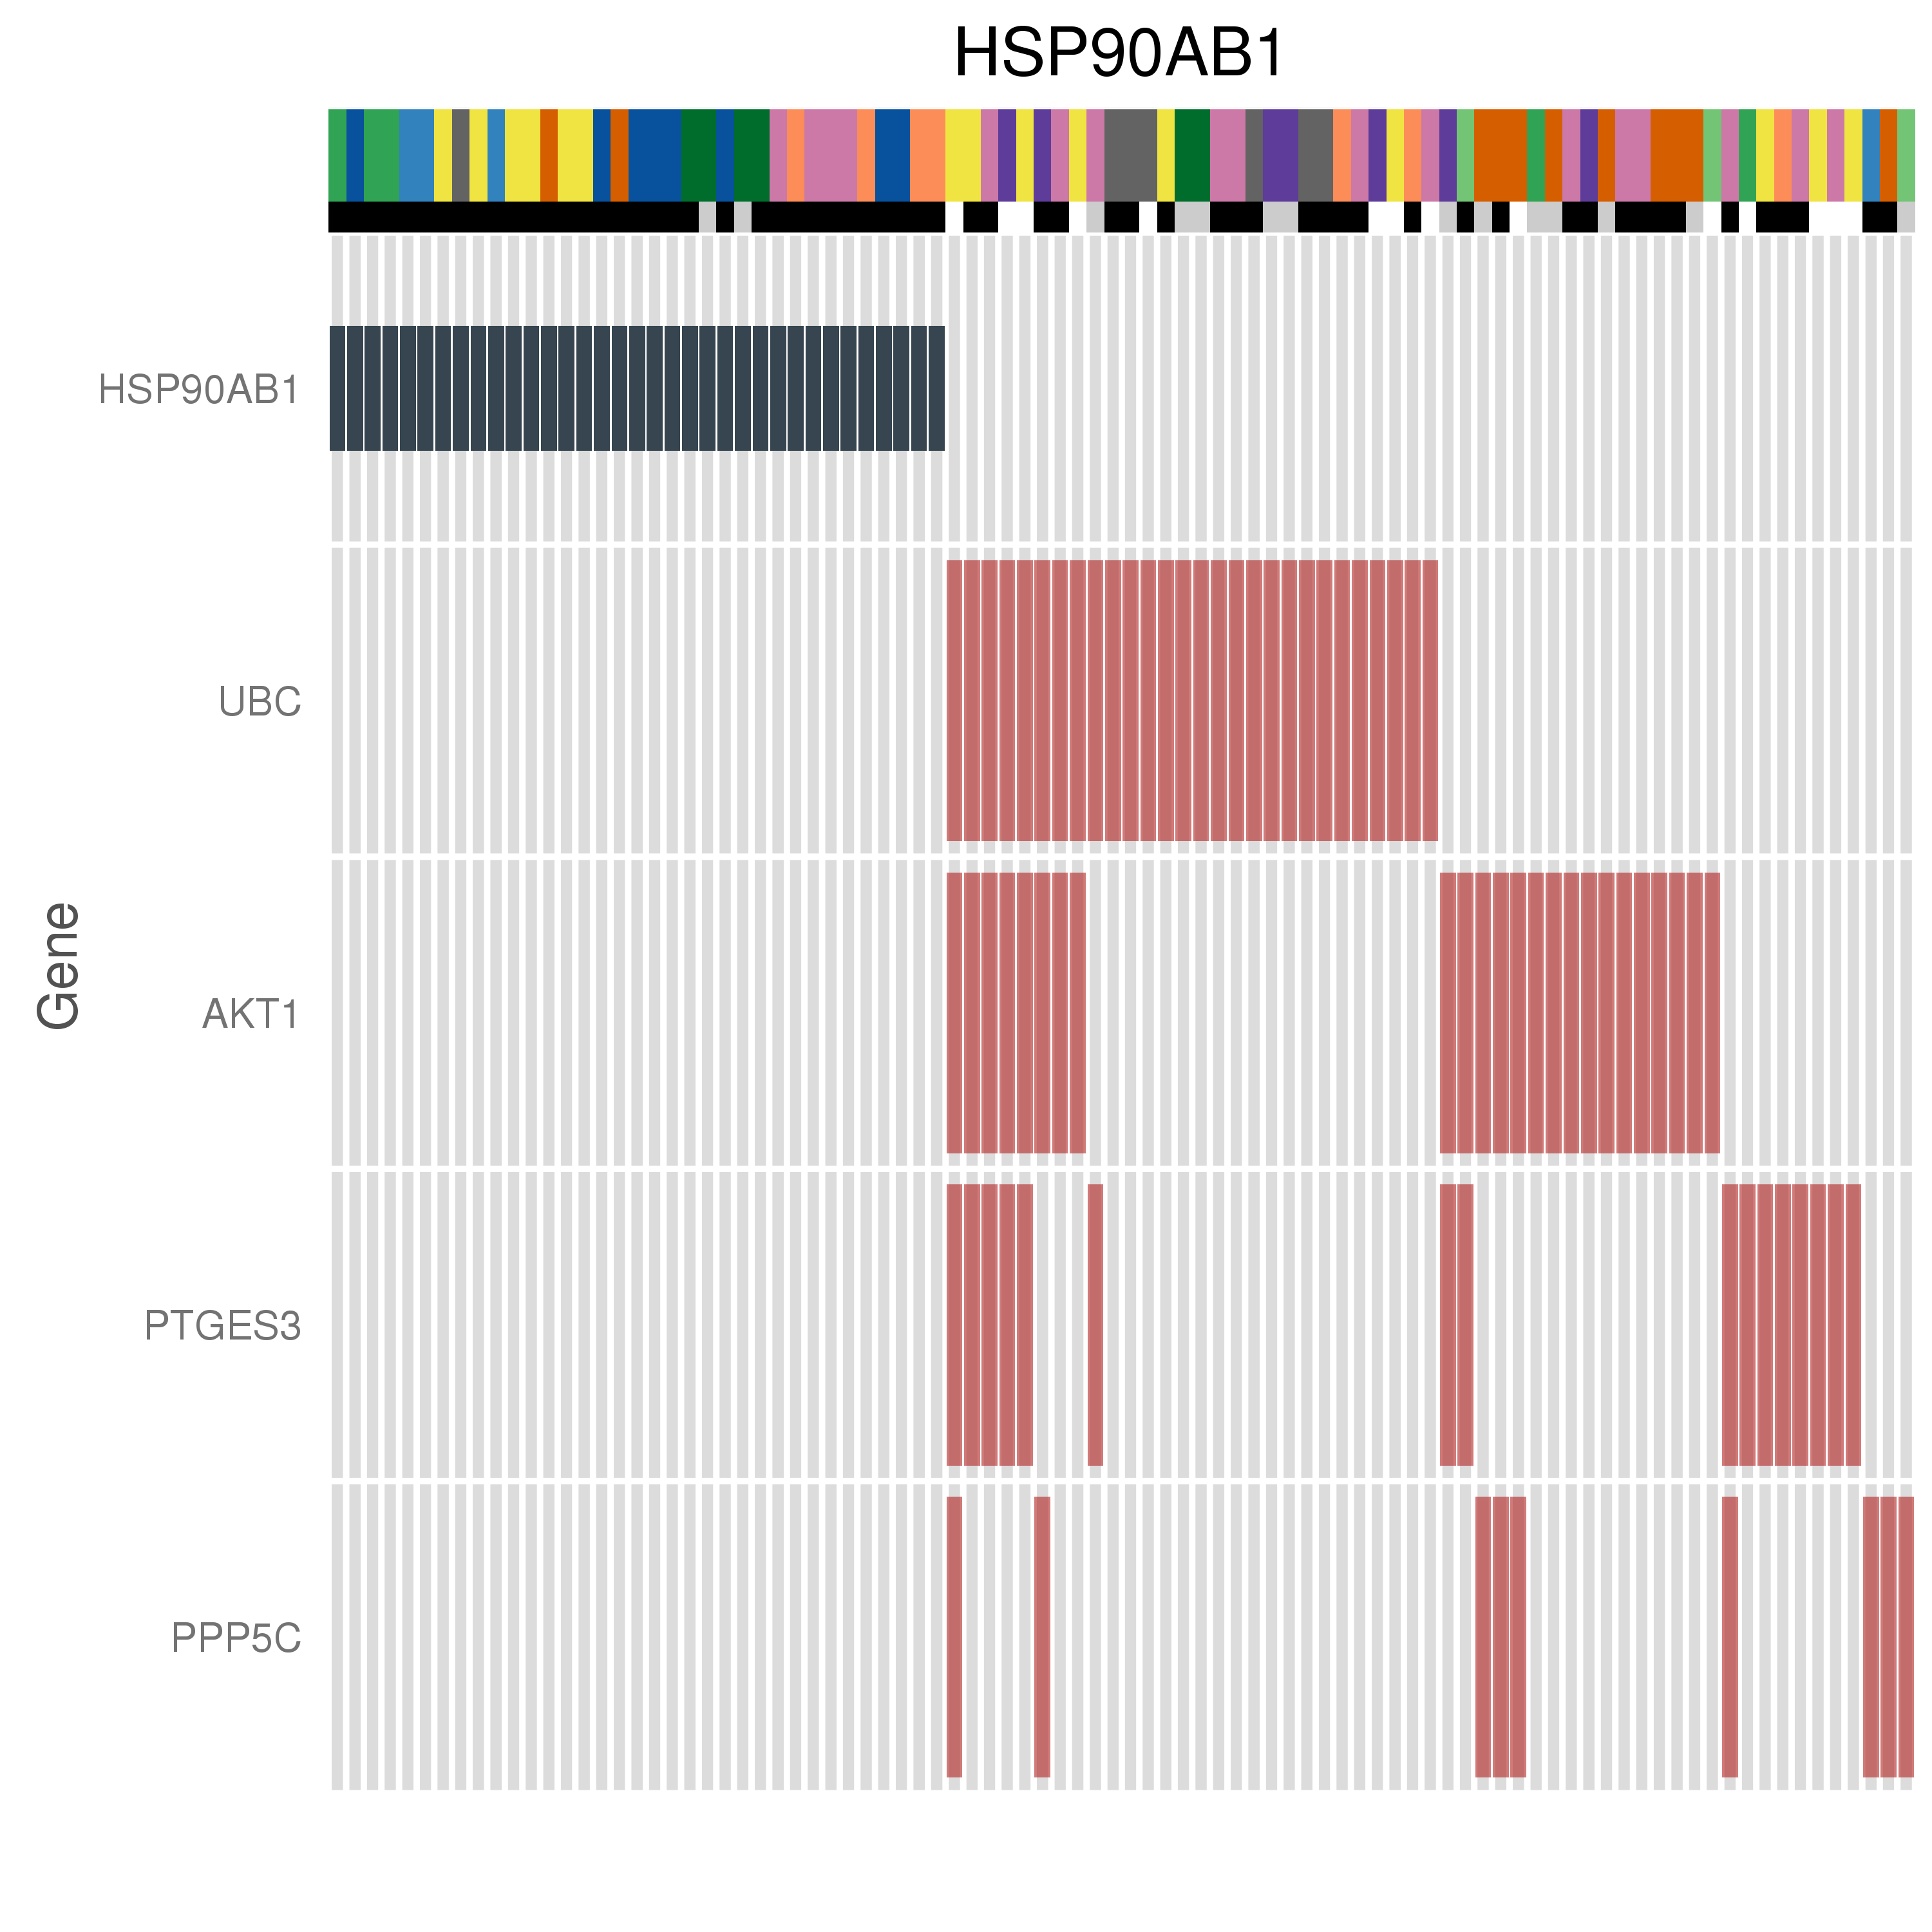 HSP90AB1
HSP90AB1
UBC
AKT1
PTGES3
PPP5C
Gene